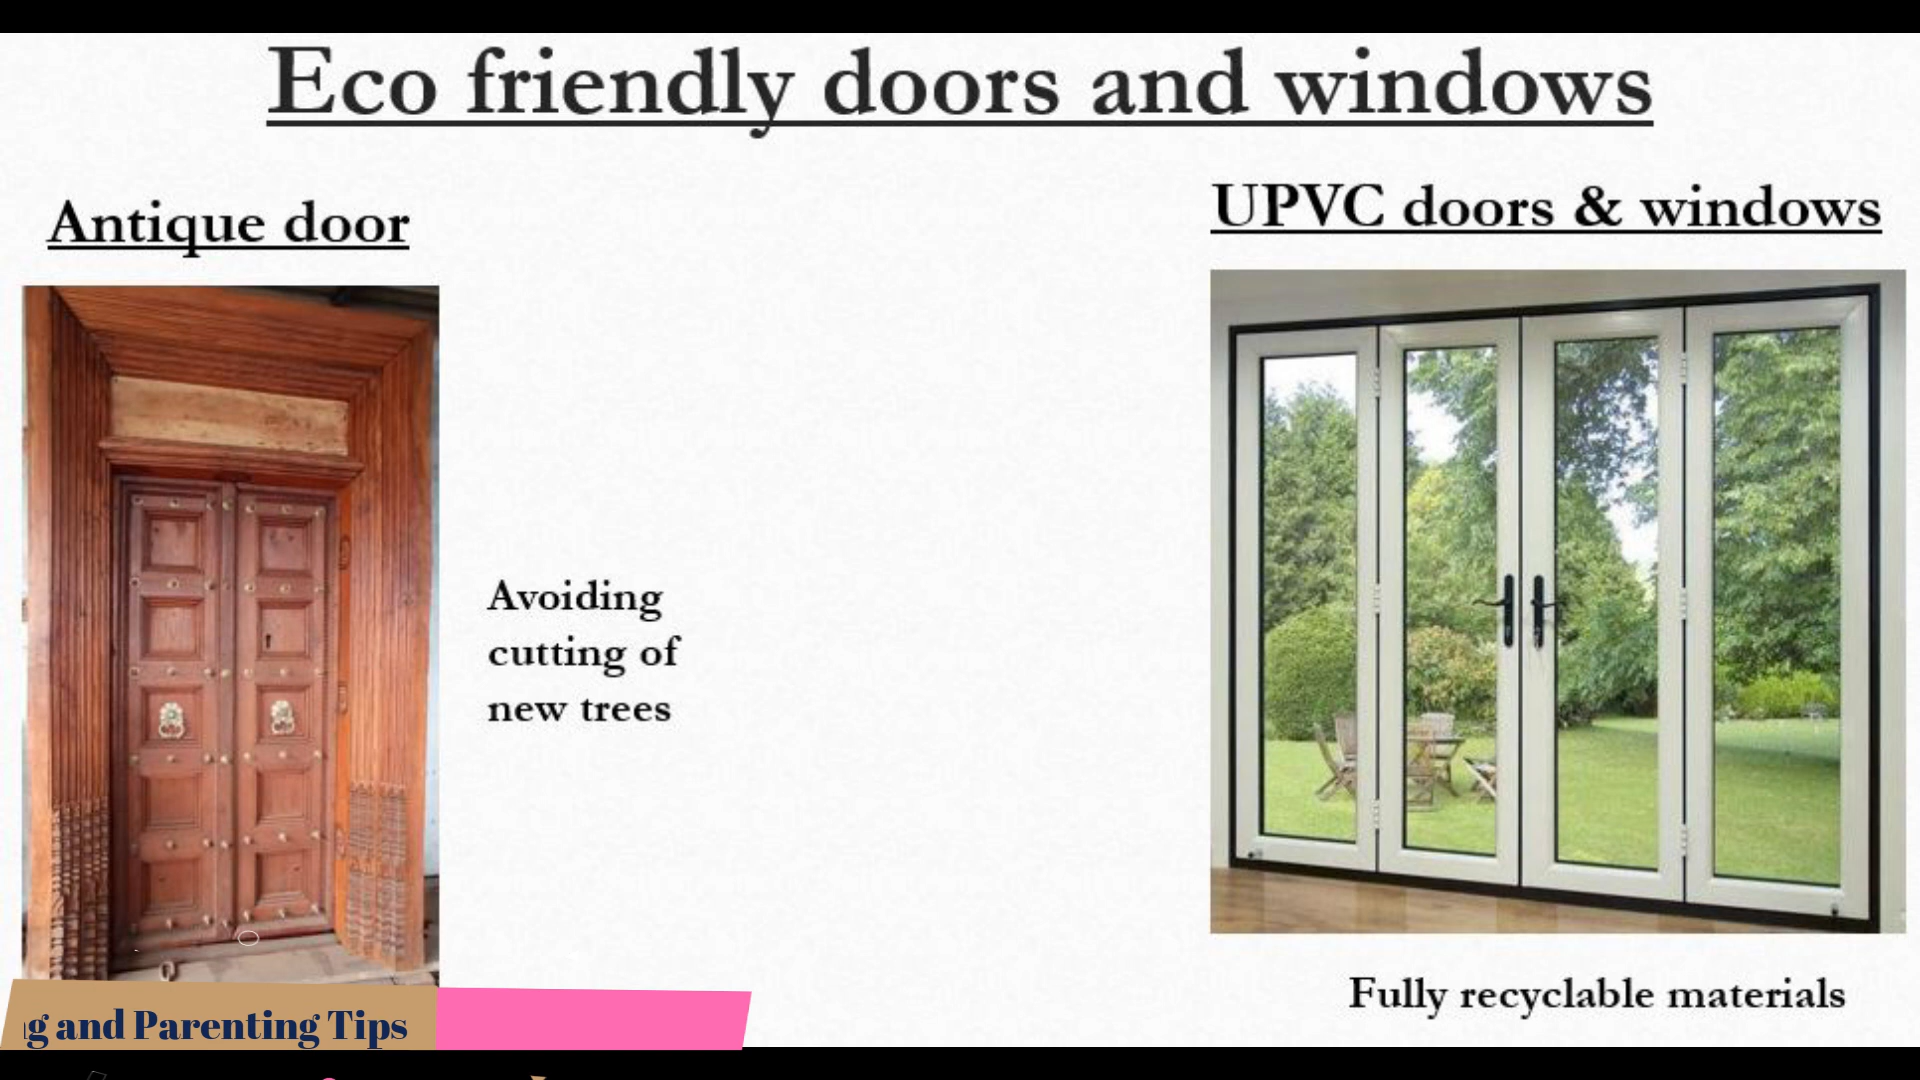 Eco friendly doors and windows
Antique door
UPVC doors & windows
Avoiding
cutting of
new trees
Fully recyclable materials
and Parenting Tips